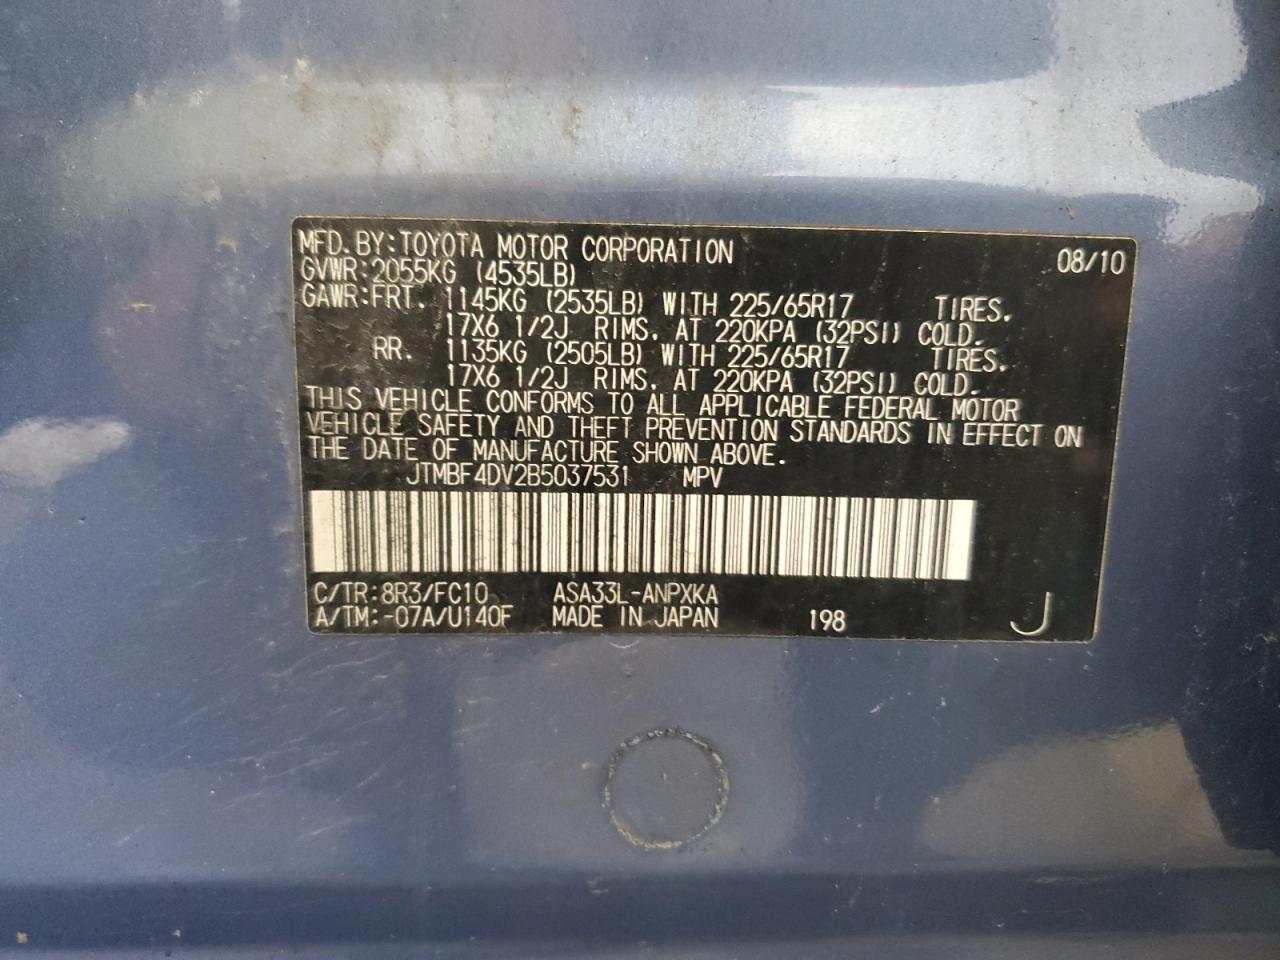 MFD. BY: TOYOTA MOTOR CORPORATION 08/10
GVWR: 2055KG (4535LB)
GAWR: FRT. 1145KG (2535LB) WITH 225/65R17 TIRES.
17X6 1/2J RIMS, AT 220KPA (32PSI) COLD.
RR. 1135KG (2505LB) WITH 225/65R17 TIRES.
17X6 1/2J RIMS, AT 220KPA (32PSI) COLD.
THIS VEHICLE CONFORMS TO ALL APPLICABLE FEDERAL MOTOR
VEHICLE SAFETY AND THEFT PREVENTION STANDARDS IN EFFECT ON
THE DATE OF MANUFACTURE SHOWN ABOVE.
JTMBF4DV2B5037531 MPV
C/TR: 8R3/FC10 ASA33L-ANPXKA
A/TM: -07A/U140F MADE IN JAPAN 198 J